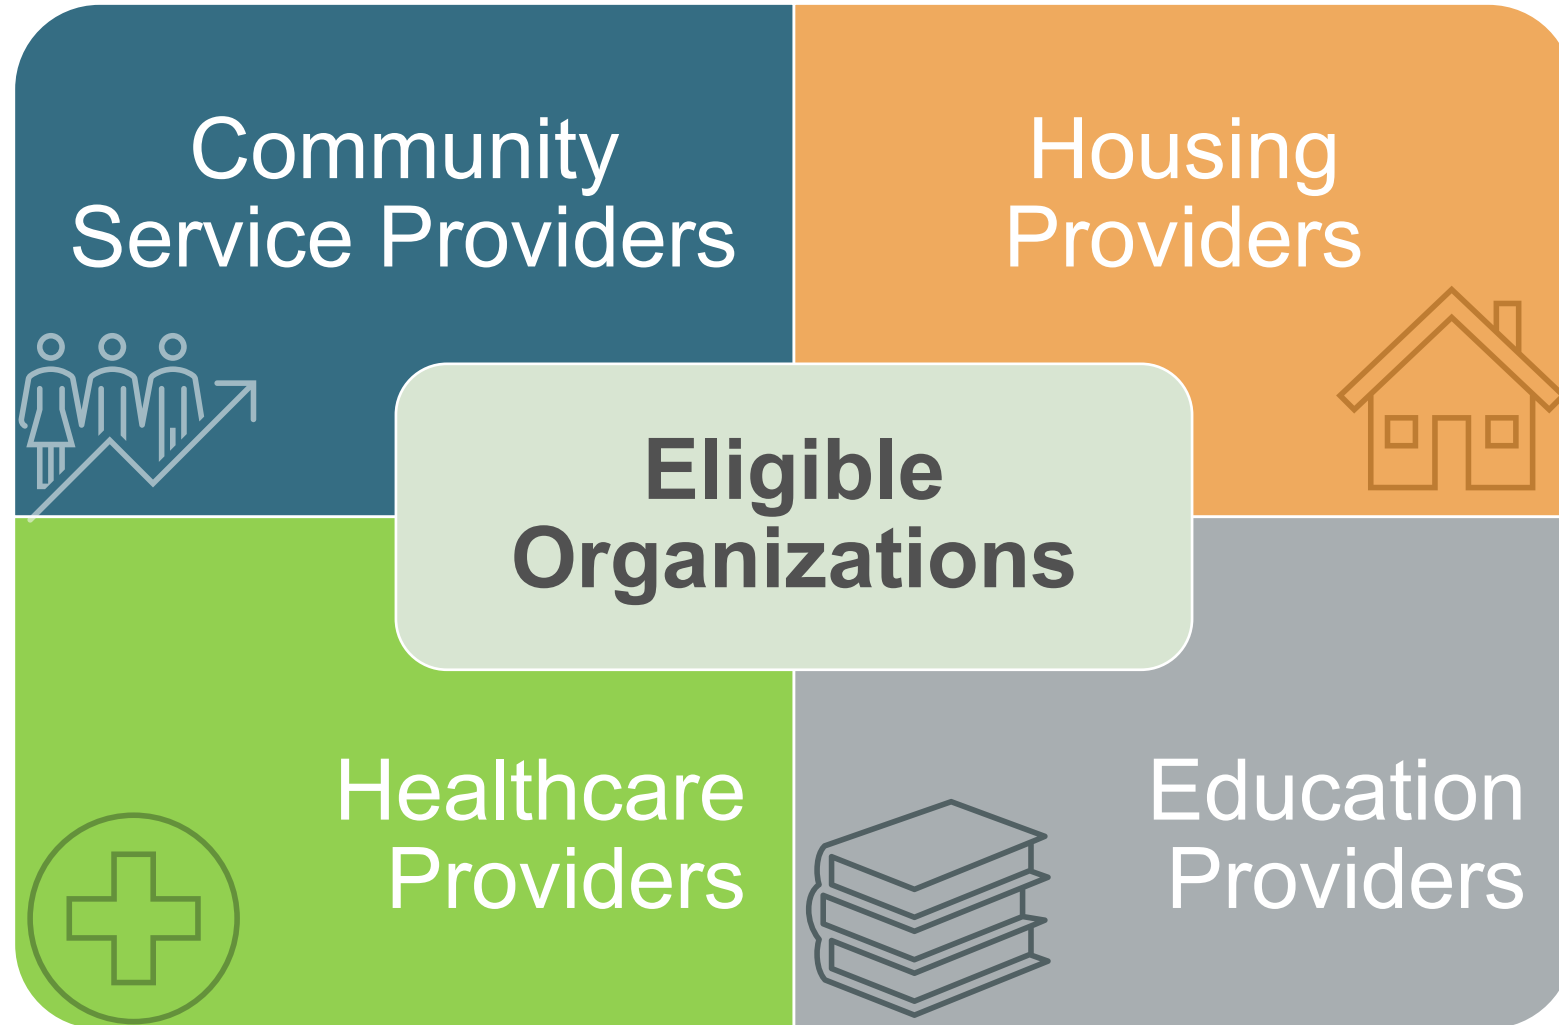 Community
Service Providers
Housing
Providers
Eligible
Organizations
Healthcare
Providers
Education
Providers